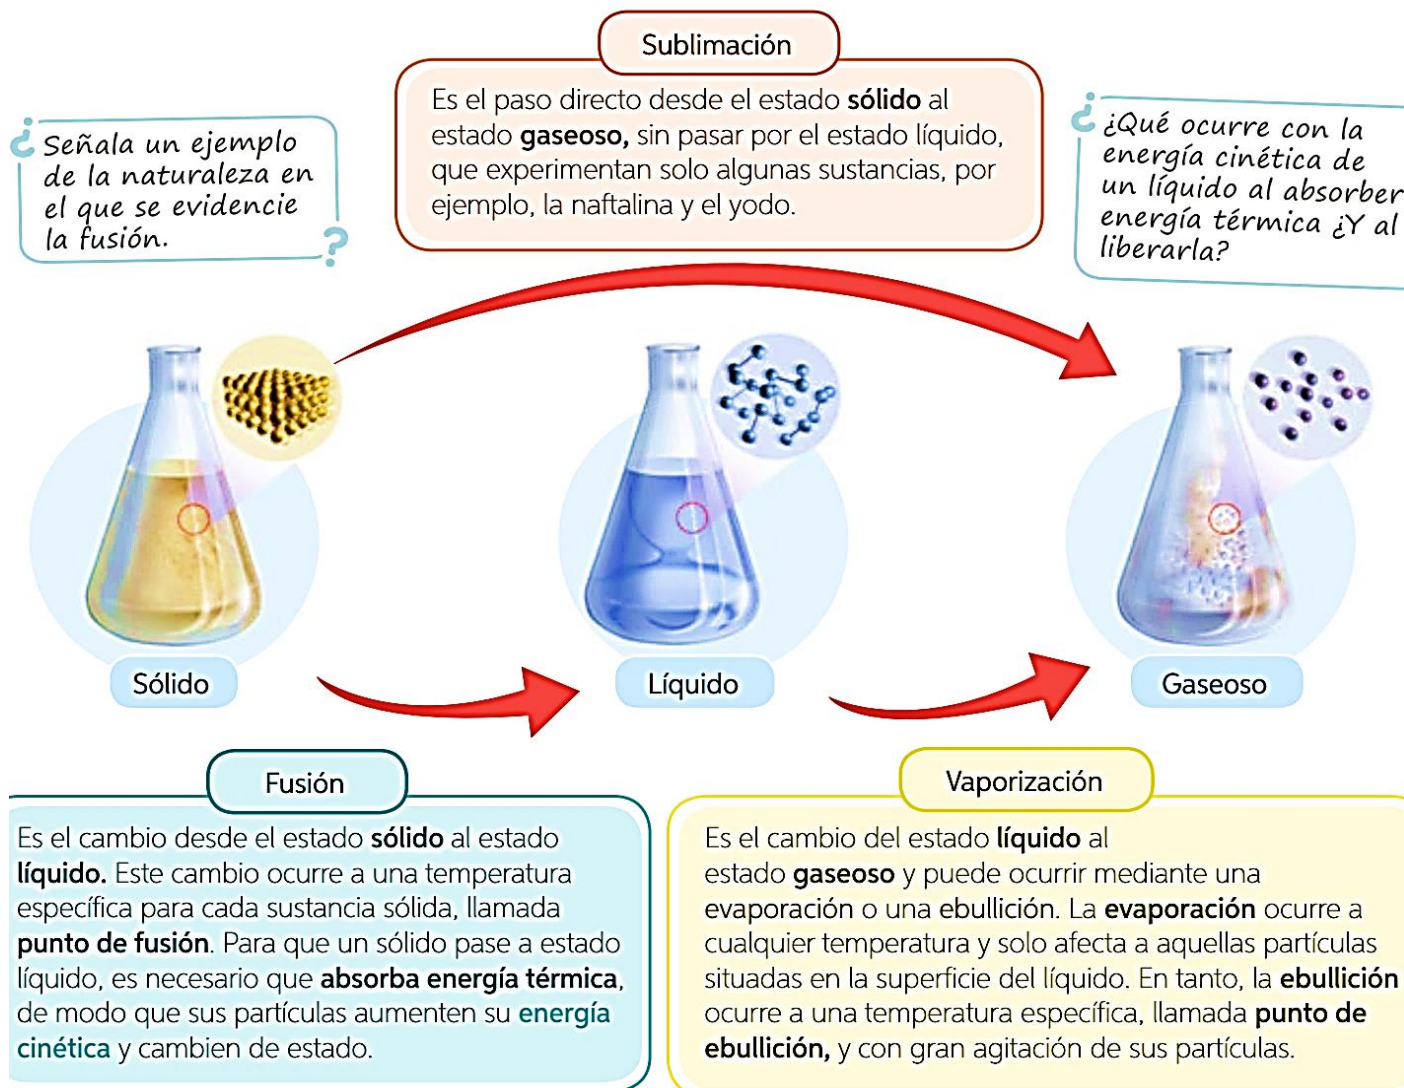 Sublimación
Es el paso directo desde el estado sólido al
estado gaseoso, sin pasar por el estado líquido,
que experimentan solo algunas sustancias, por
ejemplo, la naftalina y el yodo.
¿
Señala un ejemplo
de la naturaleza en
el que se evidencie
la fusión.
?
¿
¿Qué ocurre con la
energía cinética de
un líquido al absorber
energía térmica ¿Y al
liberarla?
Sólido
Líquido
Gaseoso
Fusión
Es el cambio desde el estado sólido al estado
líquido. Este cambio ocurre a una temperatura
específica para cada sustancia sólida, llamada
punto de fusión. Para que un sólido pase a estado
líquido, es necesario que absorba energía térmica,
de modo que sus partículas aumenten su energía
cinética y cambien de estado.
Vaporización
Es el cambio del estado líquido al
estado gaseoso y puede ocurrir mediante una
evaporación o una ebullición. La evaporación ocurre a
cualquier temperatura y solo afecta a aquellas partículas
situadas en la superficie del líquido. En tanto, la ebullición
ocurre a una temperatura específica, llamada punto de
ebullición, y con gran agitación de sus partículas.